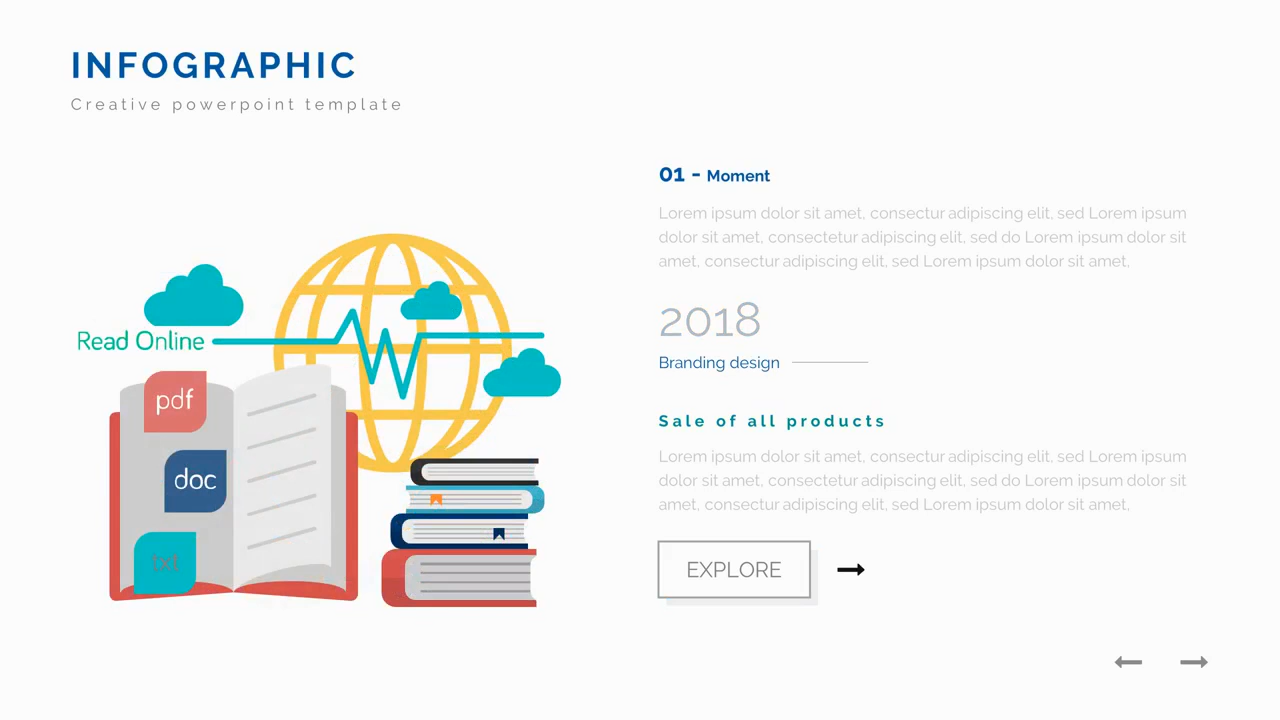 INFOGRAPHIC
Creative powerpoint template
01 - Moment
Lorem ipsum dolor sit amet, consectur adipiscing elit, sed Lorem ipsum
dolor sit amet, consectetur adipiscing elit, sed do Lorem ipsum dolor sit
amet, consectetur adipiscing elit, sed Lorem ipsum dolor sit amet,
2018
Branding design
Sale of all products
Lorem ipsum dolor sit amet, consectur adipiscing elit, sed Lorem ipsum
dolor sit amet, consectetur adipiscing elit, sed do Lorem ipsum dolor sit
amet, consectur adipiscing elit, sed Lorem ipsum dolor sit amet,
EXPLORE
Read Online
pdf
doc
txt